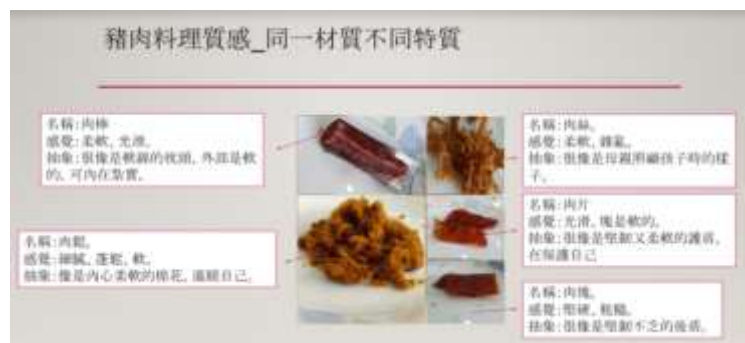 豬肉料理質感_同一材質不同特質
名稱:肉棒
感覺:柔軟, 光滑。
抽象:很像是軟綿的枕頭, 外部是軟
的, 可內在紮實。
名稱:肉絲。
感覺:柔軟, 雜亂。
抽象:很像是母親照顧孩子時的樣
子。
名稱:肉片
感覺:光滑, 塊是軟的。
抽象:很像是堅韌又柔軟的護盾,
在保護自己
名稱:肉鬆。
感覺:細膩, 蓬鬆, 軟。
抽象:像是內心柔軟的棉花, 溫暖自己。
名稱:肉塊。
感覺:堅硬, 粗糙。
抽象:很像是堅韌不乏的後盾。